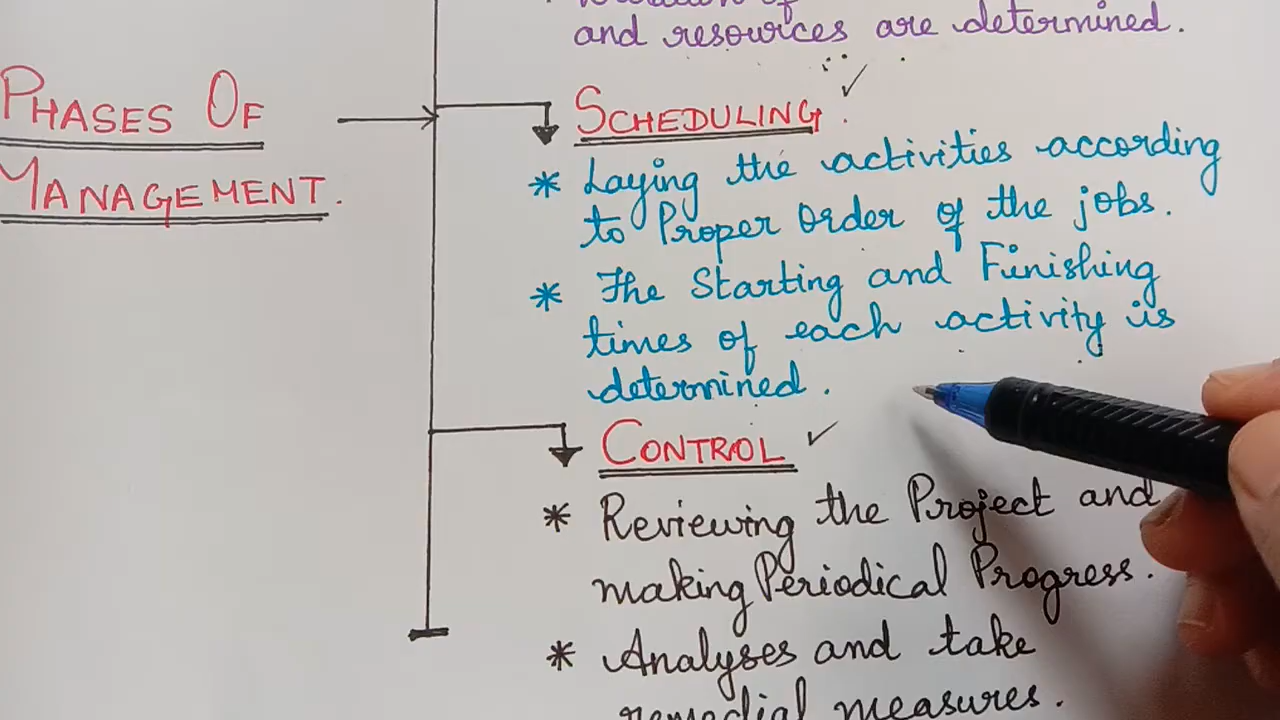 and resources are determined.
PHASES OF
MANAGEMENT.
SCHEDULING.
* Laying the activities according
to Proper Order of the jobs.
* The Starting and Finishing
times of each activity is
determined.
CONTROL
* Reviewing the Project and
making Periodical Progress.
* Analyses and take
remedial measures.